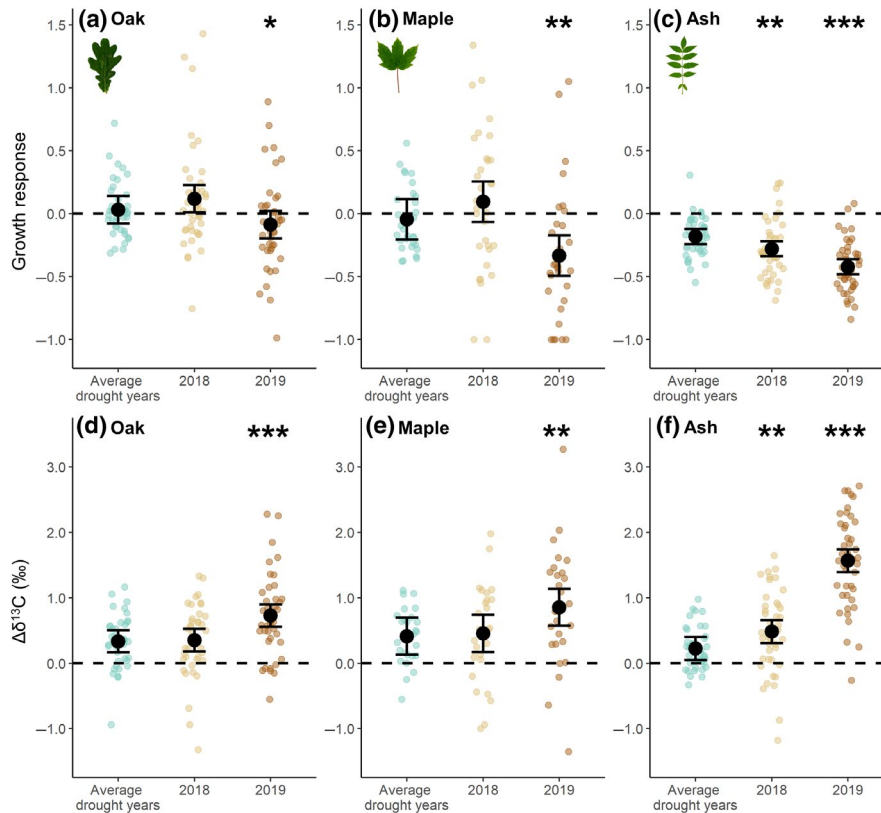 (a) Oak
*
(b) Maple
**
(c) Ash
** ***
Growth response
1.5
1.0
0.5
0.0
−0.5
−1.0
1.5
1.0
0.5
0.0
−0.5
−1.0
1.5
1.0
0.5
0.0
−0.5
−1.0
Average
drought years
2018
2019
Average
drought years
2018
2019
Average
drought years
2018
2019
(d) Oak
***
(e) Maple
**
(f) Ash
** ***
Δδ¹³C (‰)
3.0
2.0
1.0
0.0
−1.0
3.0
2.0
1.0
0.0
−1.0
3.0
2.0
1.0
0.0
−1.0
Average
drought years
2018
2019
Average
drought years
2018
2019
Average
drought years
2018
2019